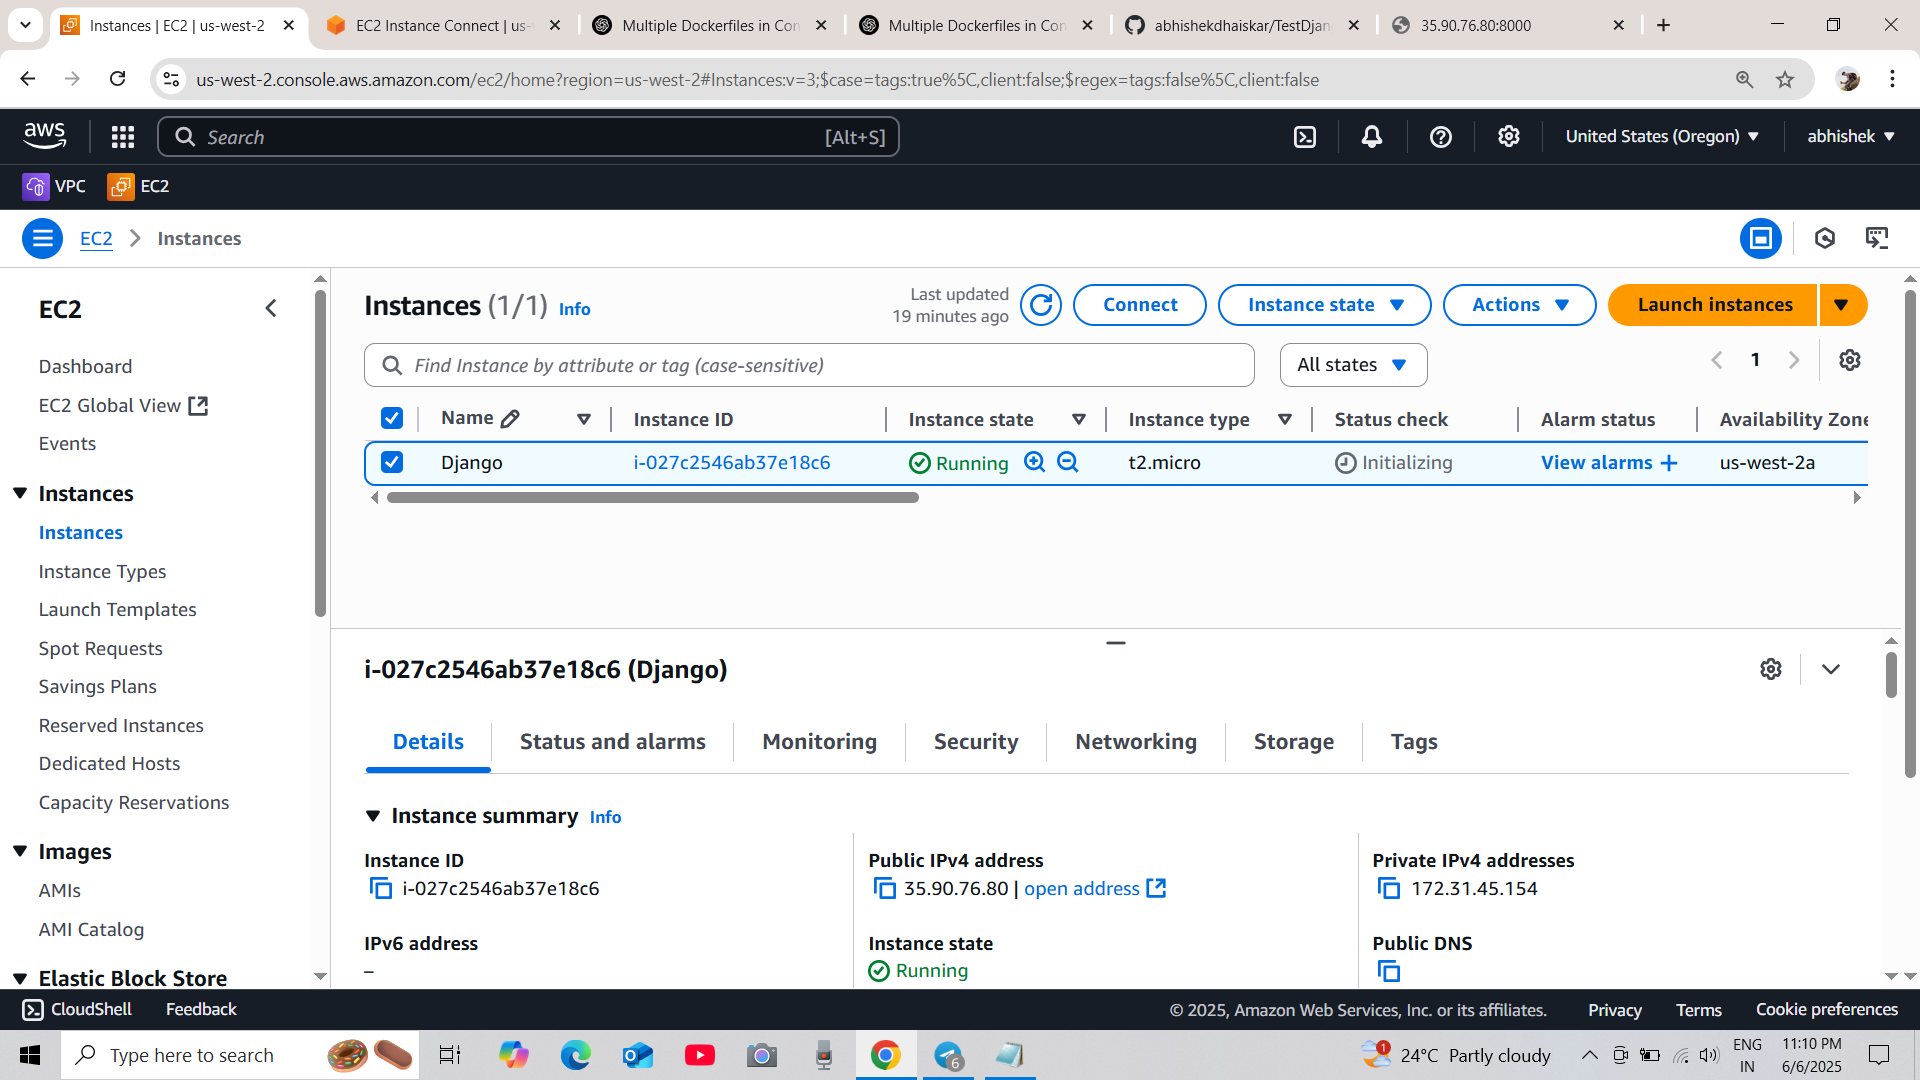 Instances | EC2 | us-west-2
EC2 Instance Connect | us-
Multiple Dockerfiles in Con
Multiple Dockerfiles in Con
abhishekdhaiskar/TestDjan
35.90.76.80:8000
us-west-2.console.aws.amazon.com/ec2/home?region=us-west-2#Instances:v=3;$case=tags:true%5C,client:false;$regex=tags:false%5C,client:false
aws
Search
[Alt+S]
United States (Oregon)
abhishek
VPC
EC2
EC2
Instances
EC2
Dashboard
EC2 Global View
Events
Instances
Instances
Instance Types
Launch Templates
Spot Requests
Savings Plans
Reserved Instances
Dedicated Hosts
Capacity Reservations
Images
AMIs
AMI Catalog
Elastic Block Store
Instances (1/1) Info
Last updated
19 minutes ago
Connect
Instance state
Actions
Launch instances
Find Instance by attribute or tag (case-sensitive)
All states
1
Name
Instance ID
Instance state
Instance type
Status check
Alarm status
Availability Zone
Django
i-027c2546ab37e18c6
Running
t2.micro
Initializing
View alarms +
us-west-2a
i-027c2546ab37e18c6 (Django)
Details
Status and alarms
Monitoring
Security
Networking
Storage
Tags
Instance summary Info
Instance ID
i-027c2546ab37e18c6
Public IPv4 address
35.90.76.80 | open address
Private IPv4 addresses
172.31.45.154
IPv6 address
–
Instance state
Running
Public DNS
CloudShell
Feedback
© 2025, Amazon Web Services, Inc. or its affiliates.
Privacy
Terms
Cookie preferences
Type here to search
6
1
24°C Partly cloudy
ENG
IN
11:10 PM
6/6/2025